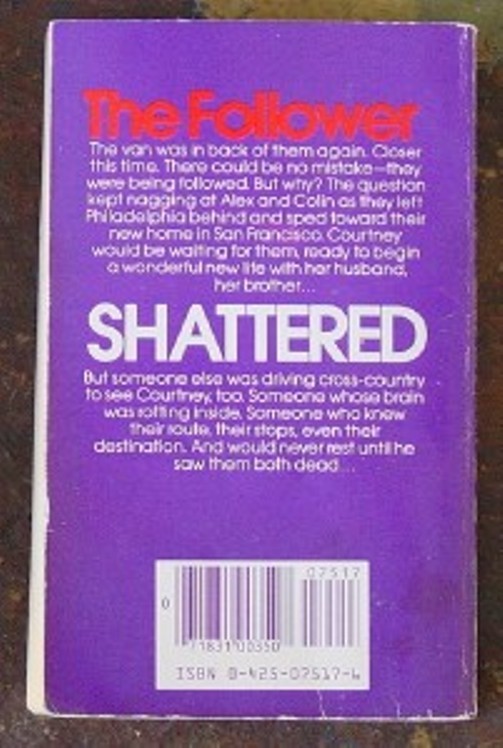 The Follower
The van was in back of them again. Closer
this time. There could be no mistake—they
were being followed. But why? The question
kept nagging at Alex and Colin as they left
Philadelphia behind and sped toward their
new home in San Francisco. Courtney
would be waiting for them, ready to begin
a wonderful new life with her husband,
her brother...
SHATTERED
But someone else was driving cross-country
to see Courtney, too. Someone whose brain
was rotting inside. Someone who knew
their route, their stops, even their
destination. And would never rest until he
saw them both dead...
07517
0
71831 00350
ISBN 0-425-07517-6